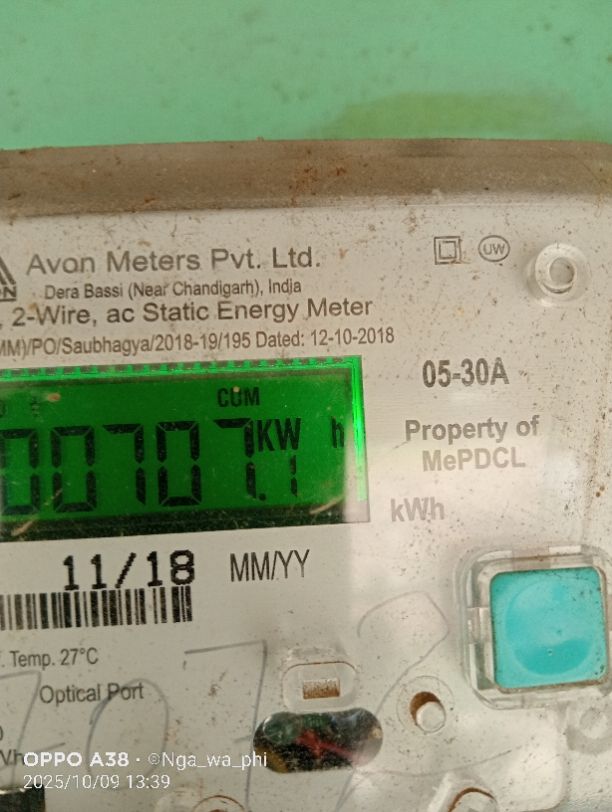 Avon Meters Pvt. Ltd.
Dera Bassi (Near Chandigarh), India
2-Wire, ac Static Energy Meter
MM)/PO/Saubhagya/2018-19/195 Dated: 12-10-2018
UW
05-30A
CUM
00707.1 KW h
Property of
MePDCL
kWh
11/18 MM/YY
Temp. 27°C
Optical Port
OPPO A38 · ©Nga_wa_phi
2025/10/09 13:39